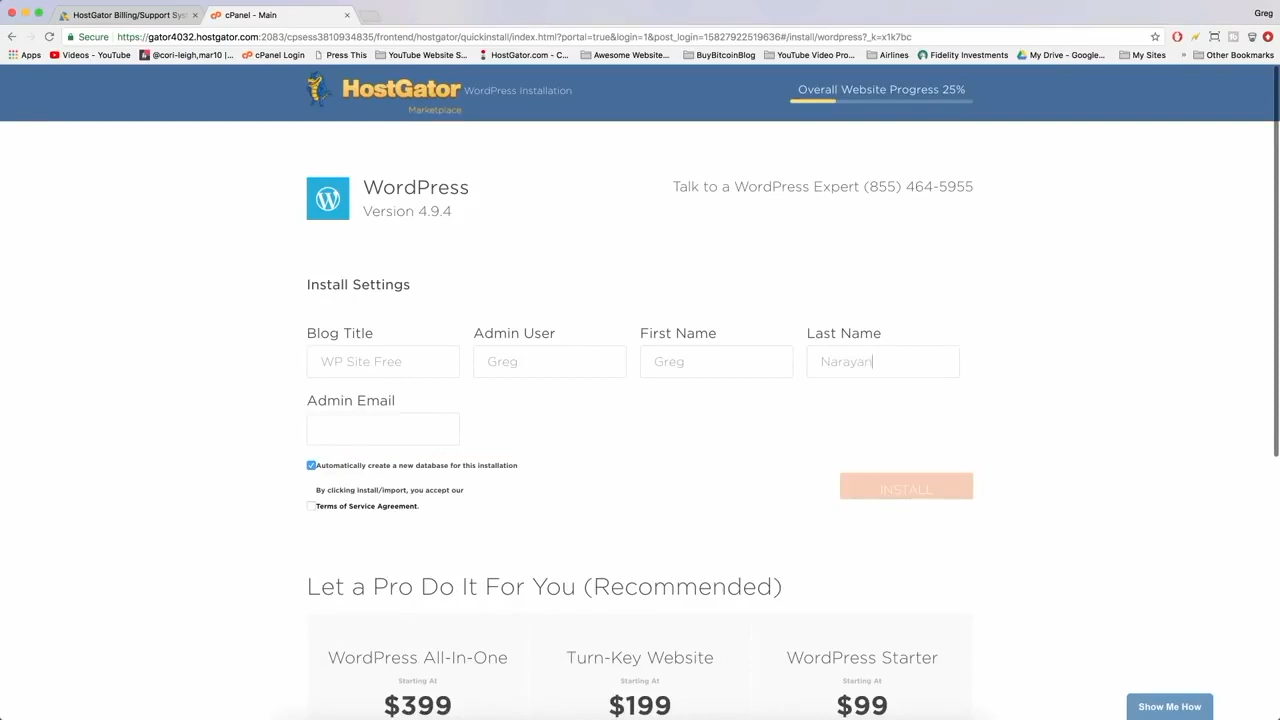 HostGator Billing/Support Sys
cPanel - Main
Greg
Secure
https://gator4032.hostgator.com:2083/cpsess3810934835/frontend/hostgator/quickinstall/index.html?portal=true&login=1&post_login=15827922519636#/install/wordpress?_k=x1k7bc
Apps
Videos - YouTube
@cori-leigh,mar10 |...
cPanel Login
Press This
YouTube Website S...
HostGator.com - C...
Awesome Website...
BuyBitcoinBlog
YouTube Video Pro...
Airlines
Fidelity Investments
My Drive - Google...
My Sites
»
Other Bookmarks
HostGator
Marketplace
WordPress Installation
Overall Website Progress 25%
WordPress
Version 4.9.4
Talk to a WordPress Expert (855) 464-5955
Install Settings
Blog Title
Admin User
First Name
Last Name
WP Site Free
Greg
Greg
Narayan
Admin Email
Automatically create a new database for this installation
By clicking install/import, you accept our
Terms of Service Agreement.
INSTALL
Let a Pro Do It For You (Recommended)
WordPress All-In-One
Turn-Key Website
WordPress Starter
Starting At
Starting At
Starting At
$399
$199
$99
Show Me How